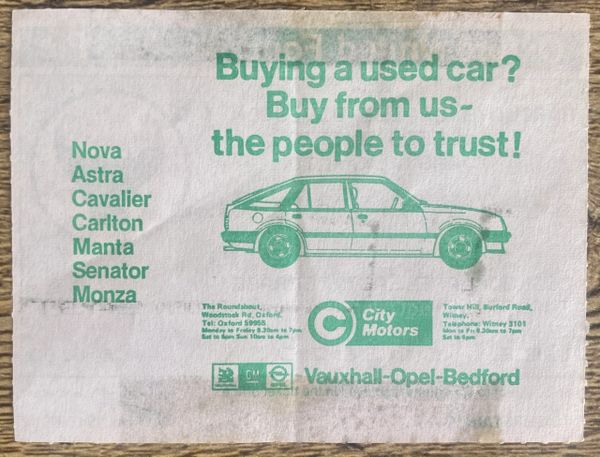 Buying a used car?
Buy from us-
the people to trust!
Nova
Astra
Cavalier
Carlton
Manta
Senator
Monza
The Roundabout,
Woodstock Rd, Oxford.
Tel: Oxford 59955
Monday to Friday 8.30am to 7pm
Sat to 6pm Sun 10am to 4pm
C City
Motors
Tower Hill, Burford Road,
Witney.
Telephone: Witney 3101
Mon to Fri 8.30am to 7pm
Sat to 6pm.
GM
Vauxhall-Opel-Bedford